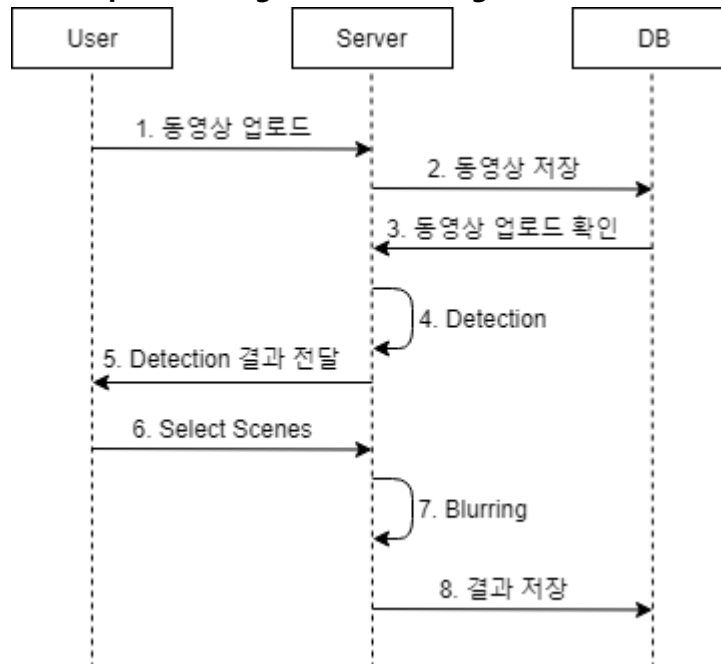 User
Server
DB
1. 동영상 업로드
2. 동영상 저장
3. 동영상 업로드 확인
4. Detection
5. Detection 결과 전달
6. Select Scenes
7. Blurring
8. 결과 저장